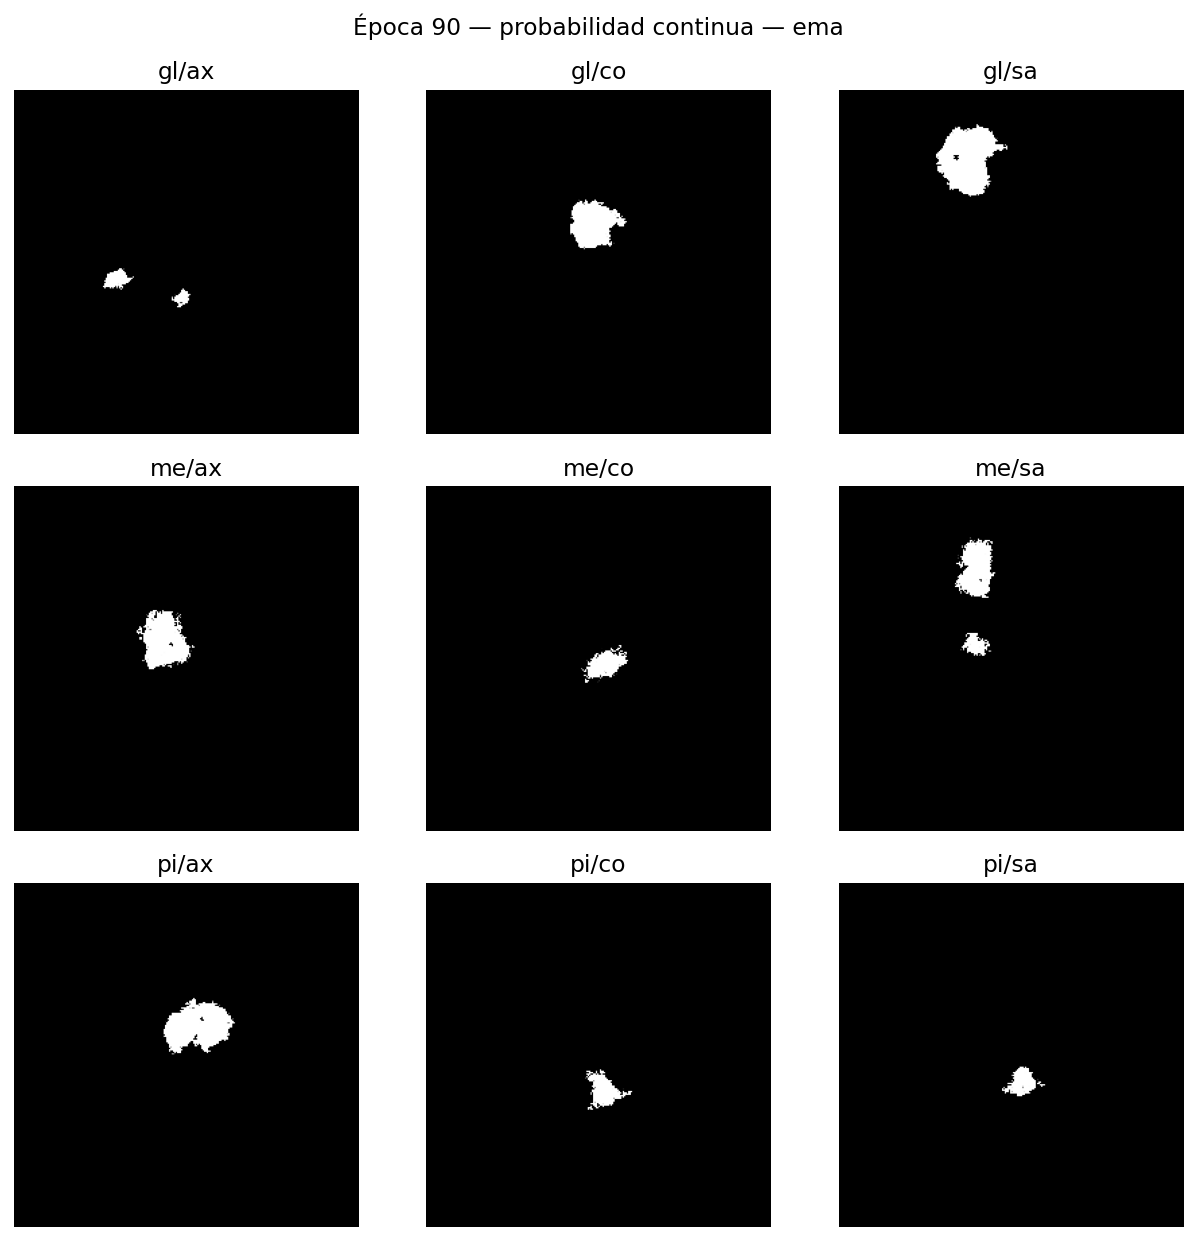 Época 90 — probabilidad continua — ema
gl/ax
gl/co
gl/sa
me/ax
me/co
me/sa
pi/ax
pi/co
pi/sa